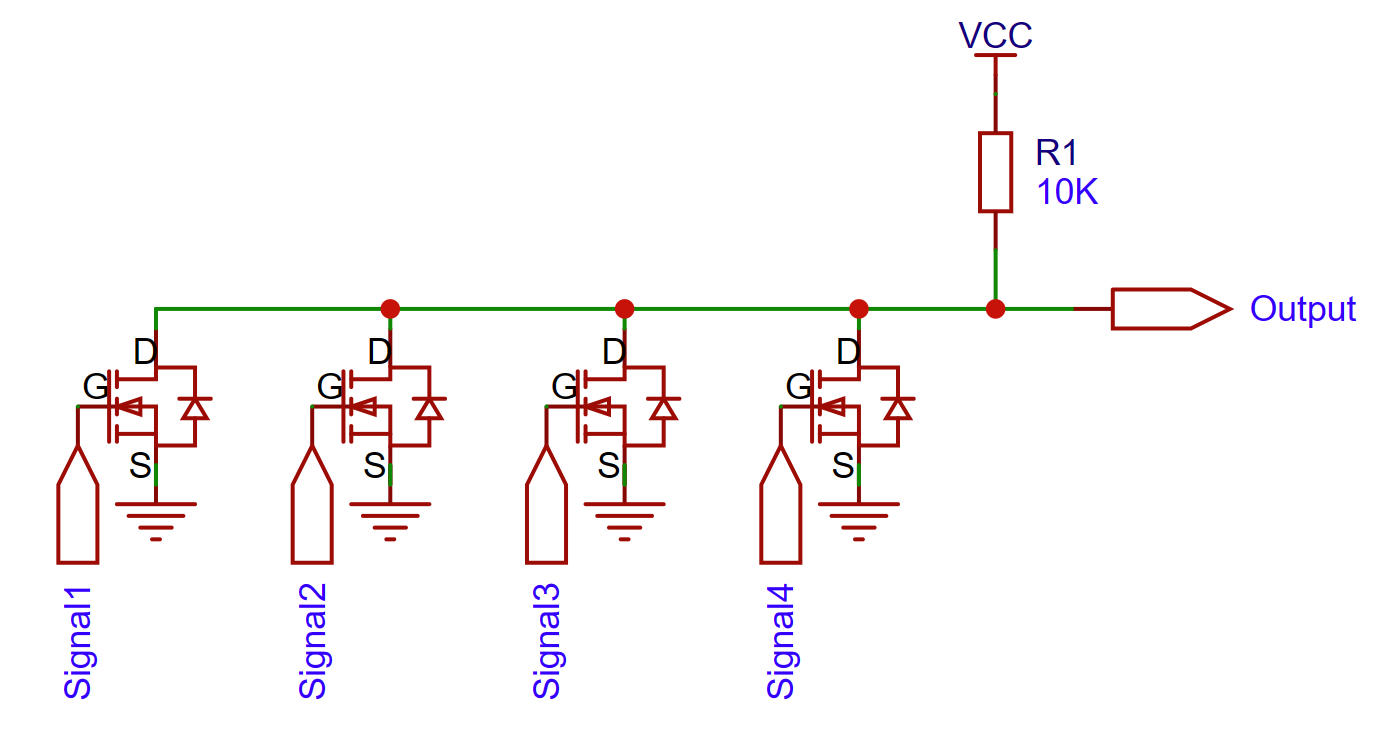 VCC
R1
10K
Output
D
D
D
D
G
G
G
G
S
S
S
S
Signal1
Signal2
Signal3
Signal4